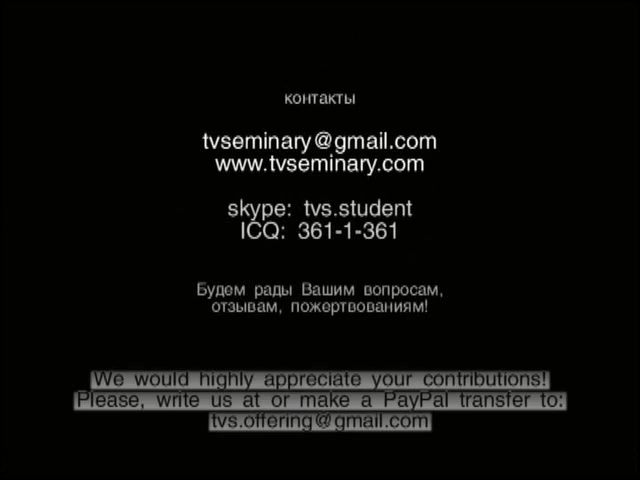 контакты
tvseminary@gmail.com
www.tvseminary.com
skype: tvs.student
ICQ: 361-1-361
Будем рады Вашим вопросам,
отзывам, пожертвованиям!
We would highly appreciate your contributions!
Please, write us at or make a PayPal transfer to:
tvs.offering@gmail.com